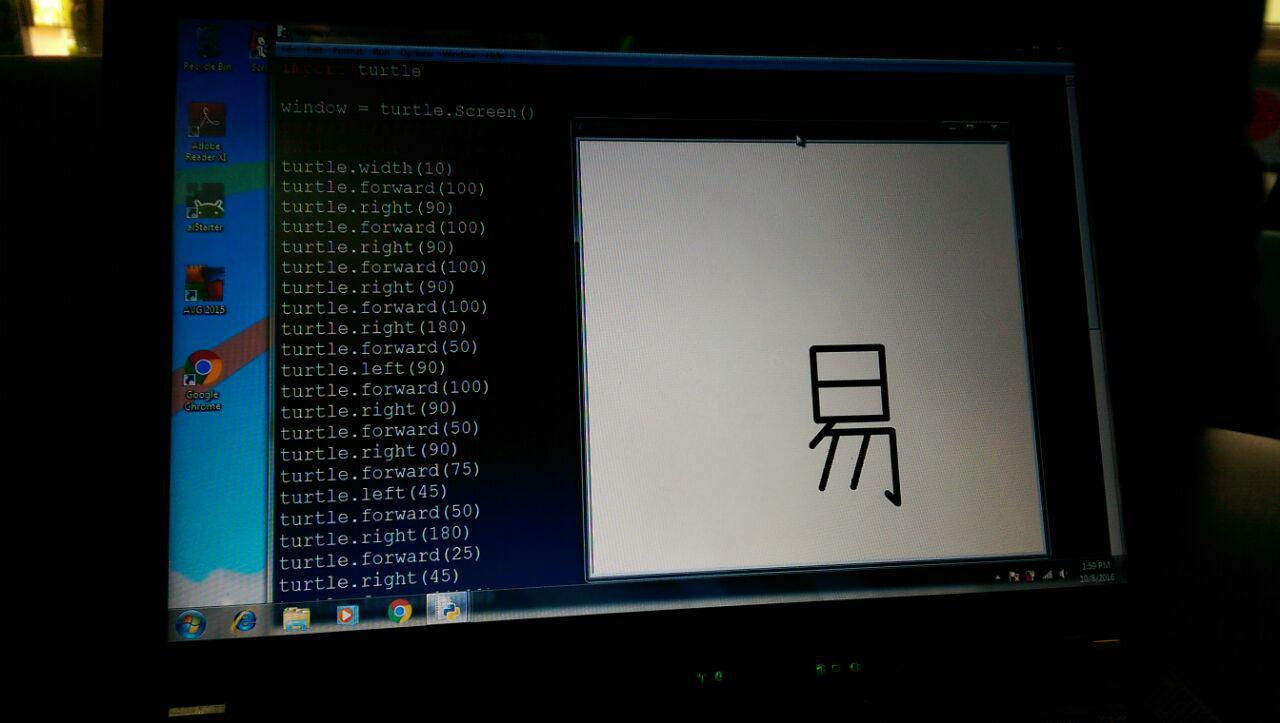 Recycle Bin
Adobe
Reader XI
aiStarter
AVG 2015
Google
Chrome
File Edit Format Run Options Window Help
import turtle
window = turtle.Screen()
turtle.width(10)
turtle.forward(100)
turtle.right(90)
turtle.forward(100)
turtle.right(90)
turtle.forward(100)
turtle.right(90)
turtle.forward(100)
turtle.right(180)
turtle.forward(50)
turtle.left(90)
turtle.forward(100)
turtle.right(90)
turtle.forward(50)
turtle.right(90)
turtle.forward(75)
turtle.left(45)
turtle.forward(50)
turtle.right(180)
turtle.forward(25)
turtle.right(45)
易
1:59 PM
10/8/2016